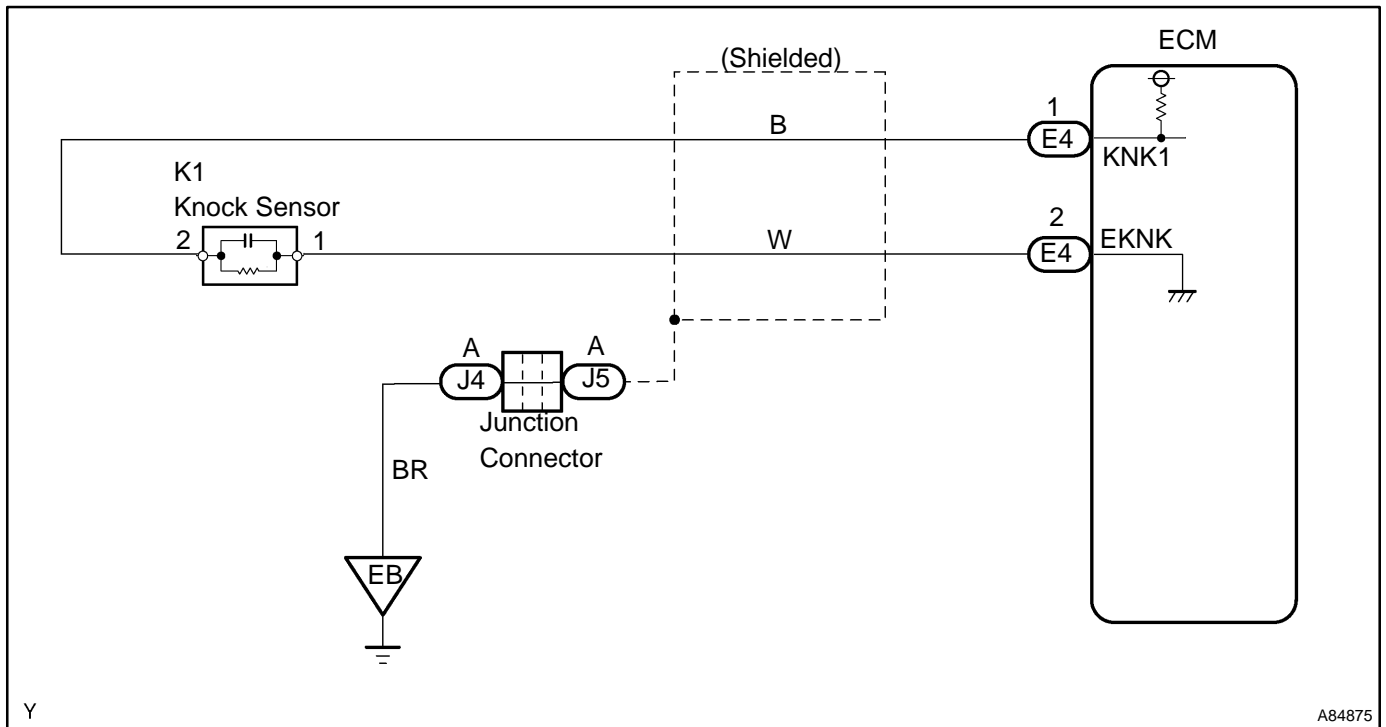 ECM
(Shielded)
B
1
E4
KNK1
K1
Knock Sensor
2
1
W
2
E4
EKNK
A
A
J4
J5
Junction
Connector
BR
EB
Y
A84875